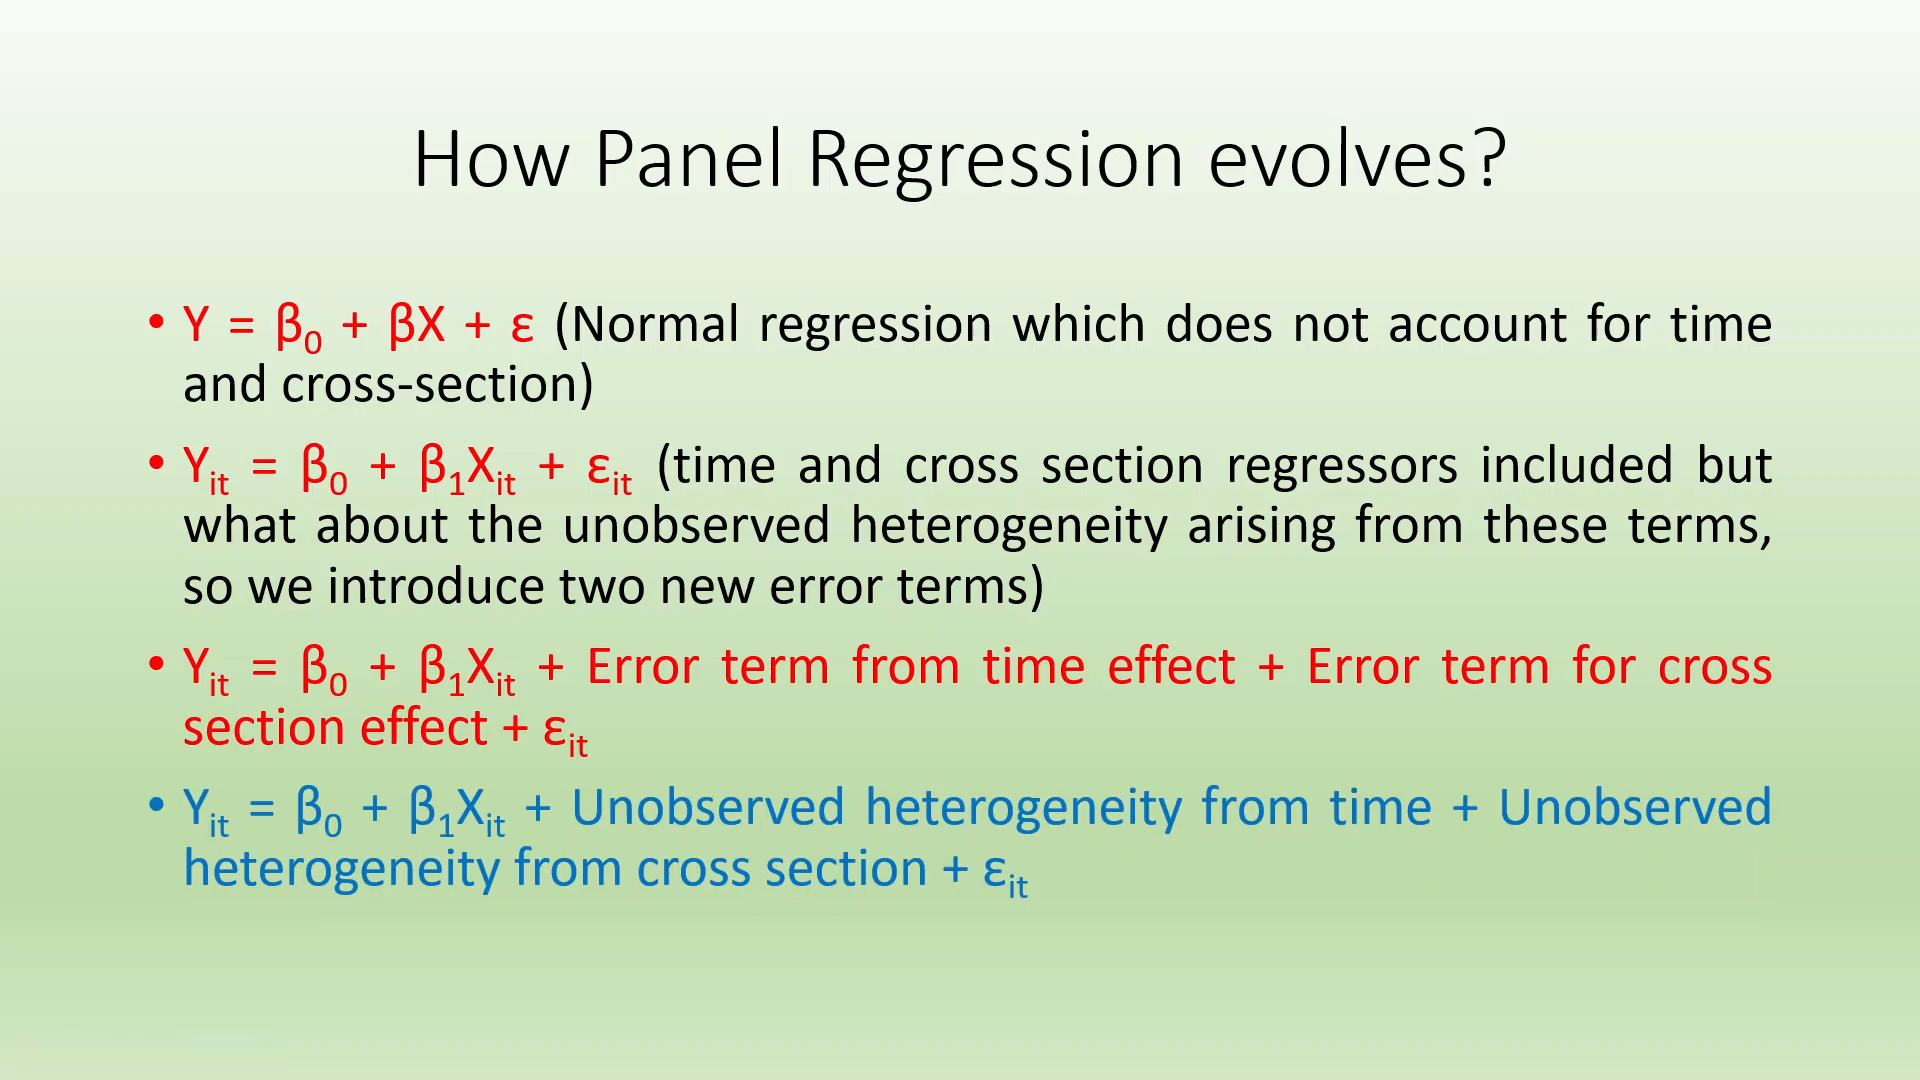 How Panel Regression evolves?
• Y = β₀ + βX + ε (Normal regression which does not account for time
and cross-section)
• Yᵢₜ = β₀ + β₁Xᵢₜ + εᵢₜ (time and cross section regressors included but
what about the unobserved heterogeneity arising from these terms,
so we introduce two new error terms)
• Yᵢₜ = β₀ + β₁Xᵢₜ + Error term from time effect + Error term for cross
section effect + εᵢₜ
• Yᵢₜ = β₀ + β₁Xᵢₜ + Unobserved heterogeneity from time + Unobserved
heterogeneity from cross section + εᵢₜ